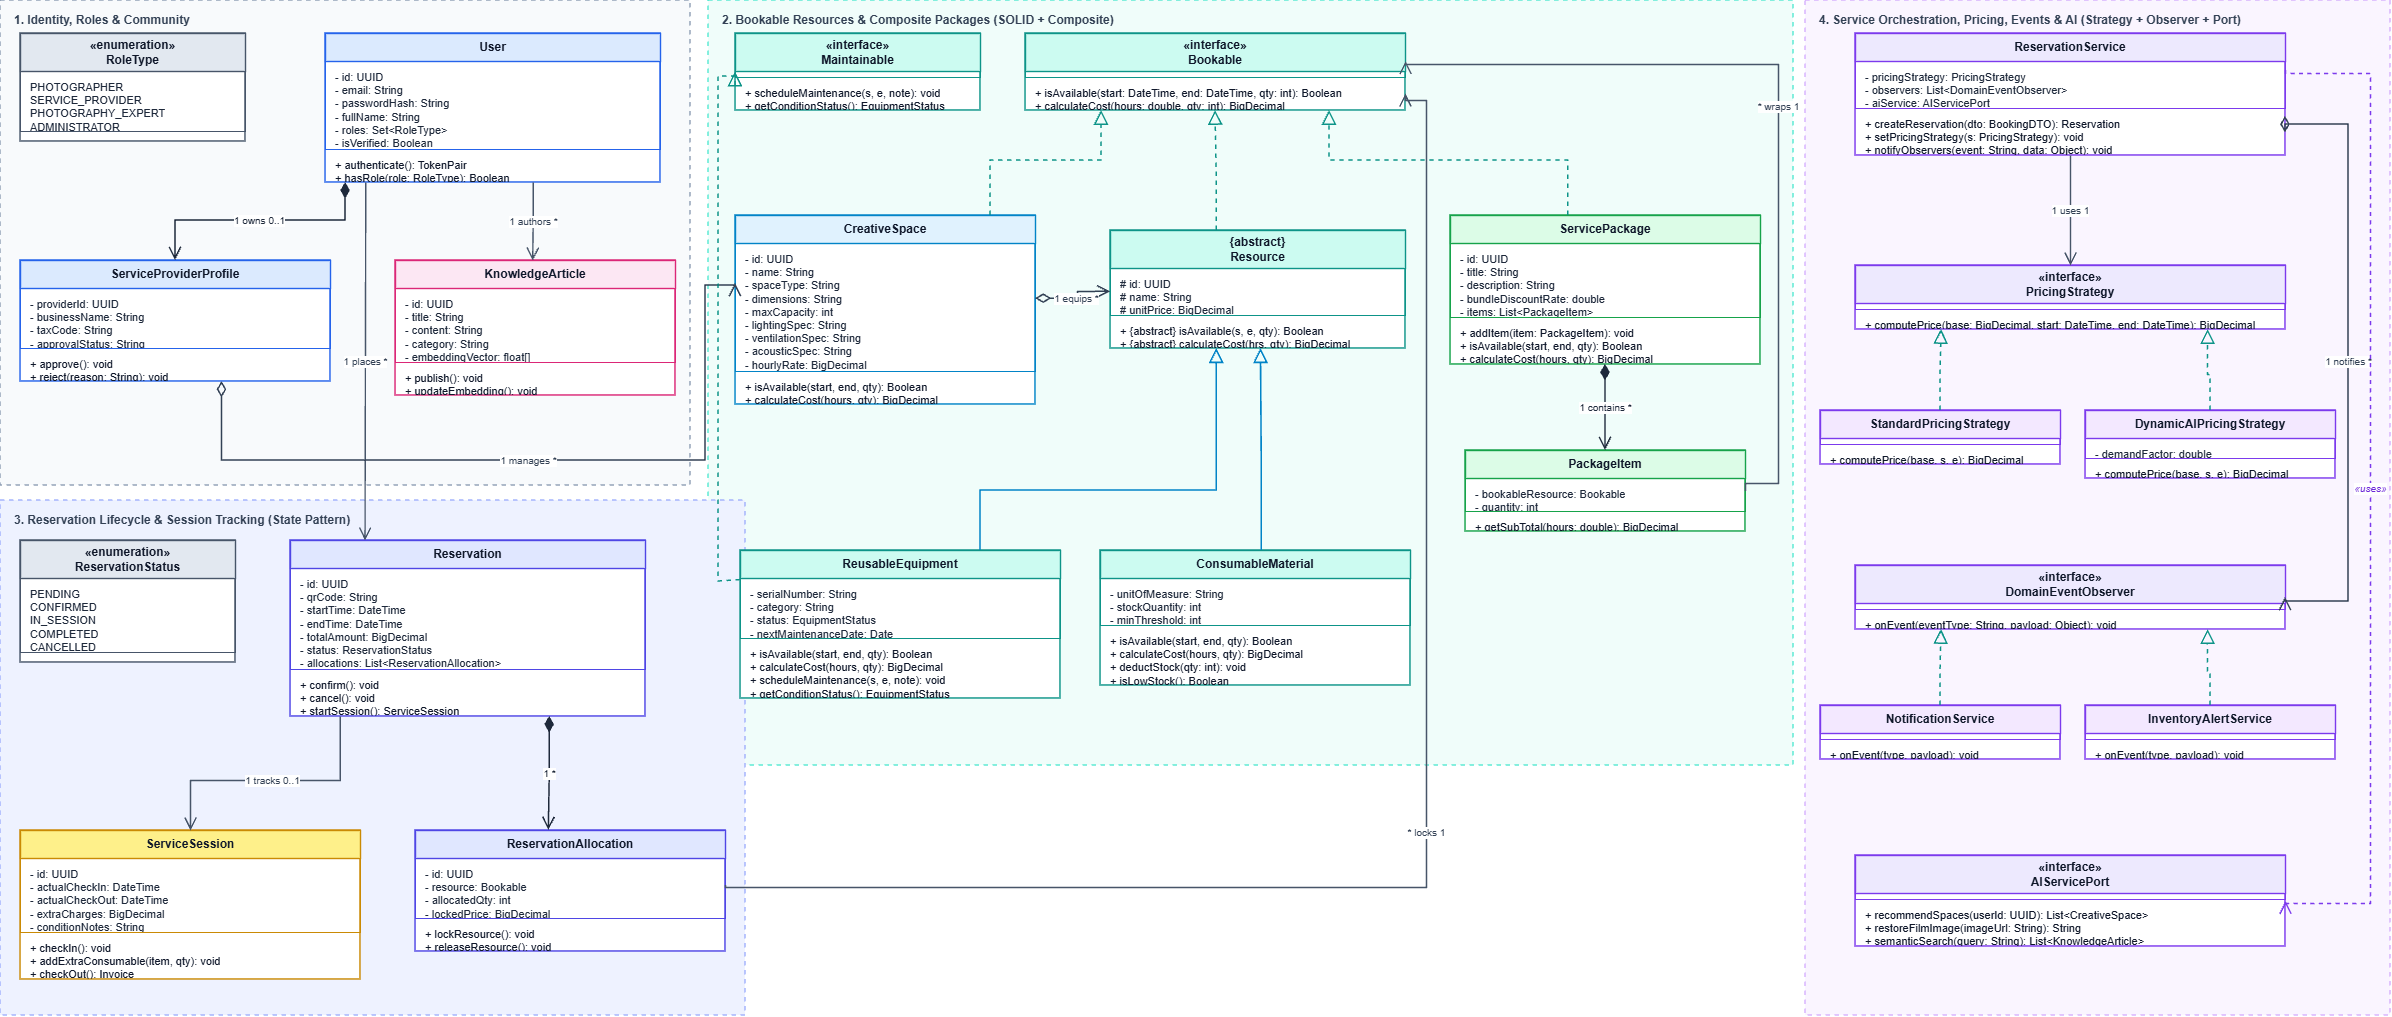 1. Identity, Roles & Community
«enumeration»
RoleType
PHOTOGRAPHER
SERVICE_PROVIDER
PHOTOGRAPHY_EXPERT
ADMINISTRATOR
User
- id: UUID
- email: String
- passwordHash: String
- fullName: String
- roles: Set<RoleType>
- isVerified: Boolean
+ authenticate(): TokenPair
+ hasRole(role: RoleType): Boolean
1 owns 0..1
1 authors *
ServiceProviderProfile
- providerId: UUID
- businessName: String
- taxCode: String
- approvalStatus: String
+ approve(): void
+ reject(reason: String): void
KnowledgeArticle
- id: UUID
- title: String
- content: String
- category: String
- embeddingVector: float[]
+ publish(): void
+ updateEmbedding(): void
1 places *
1 manages *
2. Bookable Resources & Composite Packages (SOLID + Composite)
«interface»
Maintainable
+ scheduleMaintenance(s, e, note): void
+ getConditionStatus(): EquipmentStatus
«interface»
Bookable
+ isAvailable(start: DateTime, end: DateTime, qty: int): Boolean
+ calculateCost(hours: double, qty: int): BigDecimal
* wraps 1
CreativeSpace
- id: UUID
- name: String
- spaceType: String
- dimensions: String
- maxCapacity: int
- lightingSpec: String
- ventilationSpec: String
- acousticSpec: String
- hourlyRate: BigDecimal
+ isAvailable(start, end, qty): Boolean
+ calculateCost(hours, qty): BigDecimal
1 equips *
{abstract}
Resource
# id: UUID
# name: String
# unitPrice: BigDecimal
+ {abstract} isAvailable(s, e, qty): Boolean
+ {abstract} calculateCost(hrs, qty): BigDecimal
ServicePackage
- id: UUID
- title: String
- description: String
- bundleDiscountRate: double
- items: List<PackageItem>
+ addItem(item: PackageItem): void
+ isAvailable(start, end, qty): Boolean
+ calculateCost(hours, qty): BigDecimal
1 contains *
PackageItem
- bookableResource: Bookable
- quantity: int
+ getSubTotal(hours: double): BigDecimal
ReusableEquipment
- serialNumber: String
- category: String
- status: EquipmentStatus
- nextMaintenanceDate: Date
+ isAvailable(start, end, qty): Boolean
+ calculateCost(hours, qty): BigDecimal
+ scheduleMaintenance(s, e, note): void
+ getConditionStatus(): EquipmentStatus
ConsumableMaterial
- unitOfMeasure: String
- stockQuantity: int
- minThreshold: int
+ isAvailable(start, end, qty): Boolean
+ calculateCost(hours, qty): BigDecimal
+ deductStock(qty: int): void
+ isLowStock(): Boolean
3. Reservation Lifecycle & Session Tracking (State Pattern)
«enumeration»
ReservationStatus
PENDING
CONFIRMED
IN_SESSION
COMPLETED
CANCELLED
Reservation
- id: UUID
- qrCode: String
- startTime: DateTime
- endTime: DateTime
- totalAmount: BigDecimal
- status: ReservationStatus
- allocations: List<ReservationAllocation>
+ confirm(): void
+ cancel(): void
+ startSession(): ServiceSession
1 tracks 0..1
1 *
ServiceSession
- id: UUID
- actualCheckIn: DateTime
- actualCheckOut: DateTime
- extraCharges: BigDecimal
- conditionNotes: String
+ checkIn(): void
+ addExtraConsumable(item, qty): void
+ checkOut(): Invoice
ReservationAllocation
- id: UUID
- resource: Bookable
- allocatedQty: int
- lockedPrice: BigDecimal
+ lockResource(): void
+ releaseResource(): void
* locks 1
4. Service Orchestration, Pricing, Events & AI (Strategy + Observer + Port)
ReservationService
- pricingStrategy: PricingStrategy
- observers: List<DomainEventObserver>
- aiService: AIServicePort
+ createReservation(dto: BookingDTO): Reservation
+ setPricingStrategy(s: PricingStrategy): void
+ notifyObservers(event: String, data: Object): void
1 uses 1
«interface»
PricingStrategy
+ computePrice(base: BigDecimal, start: DateTime, end: DateTime): BigDecimal
1 notifies *
StandardPricingStrategy
+ computePrice(base, s, e): BigDecimal
DynamicAIPricingStrategy
- demandFactor: double
+ computePrice(base, s, e): BigDecimal
«uses»
«interface»
DomainEventObserver
+ onEvent(eventType: String, payload: Object): void
NotificationService
+ onEvent(type, payload): void
InventoryAlertService
+ onEvent(type, payload): void
«interface»
AIServicePort
+ recommendSpaces(userId: UUID): List<CreativeSpace>
+ restoreFilmImage(imageUrl: String): String
+ semanticSearch(query: String): List<KnowledgeArticle>